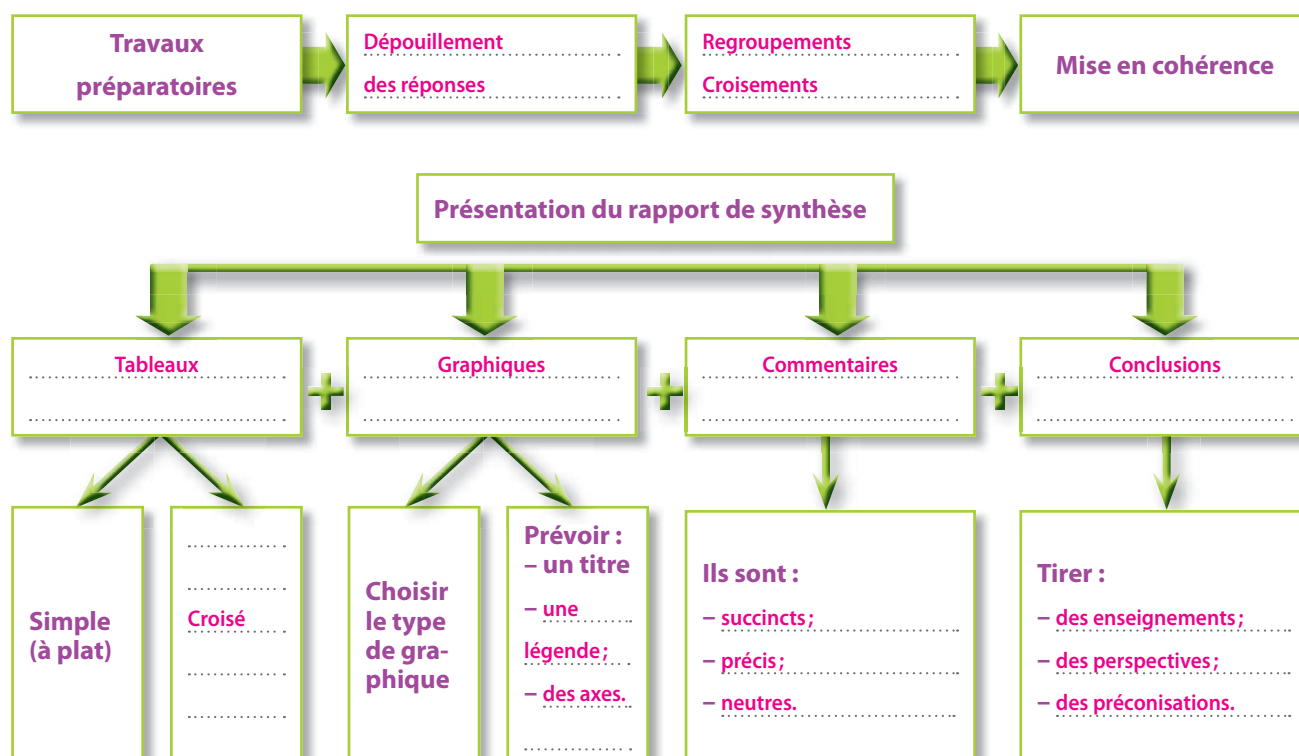 Travaux
préparatoires
Dépouillement
des réponses
Regroupements
Croisements
Mise en cohérence
Présentation du rapport de synthèse
Tableaux
Graphiques
Commentaires
Conclusions
Simple
(à plat)
Croisé
Choisir
le type
de gra-
phique
Prévoir :
– un titre
– une
légende ;
– des axes.
Ils sont :
– succincts ;
– précis ;
– neutres.
Tirer :
– des enseignements ;
– des perspectives ;
– des préconisations.